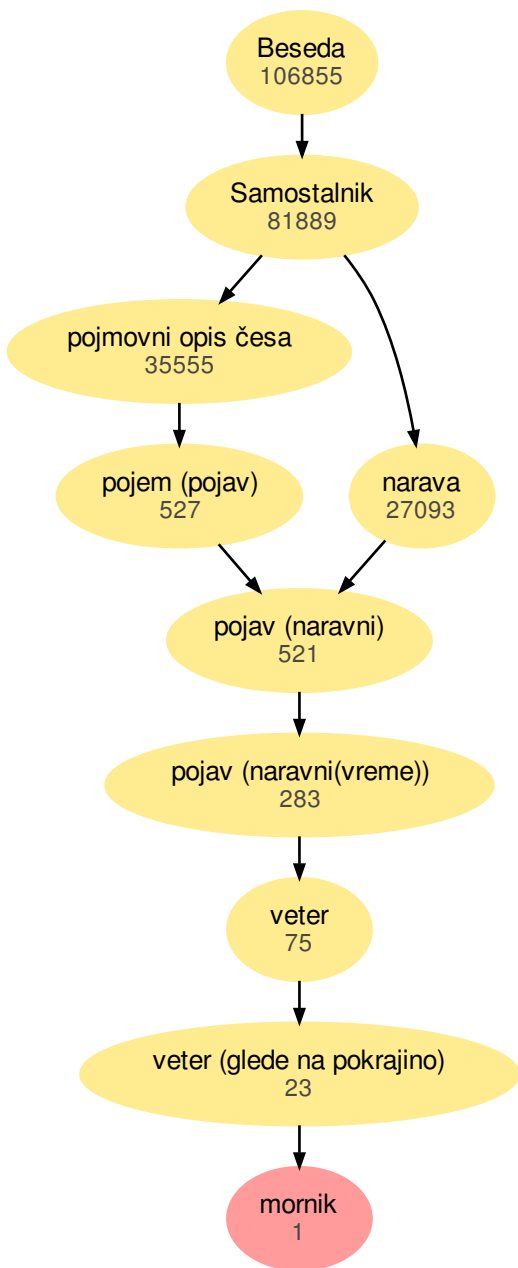 Beseda
106855
Samostalnik
81889
pojmovni opis česa
35555
pojem (pojav)
527
narava
27093
pojav (naravni)
521
pojav (naravni(vreme))
283
veter
75
veter (glede na pokrajino)
23
mornik
1